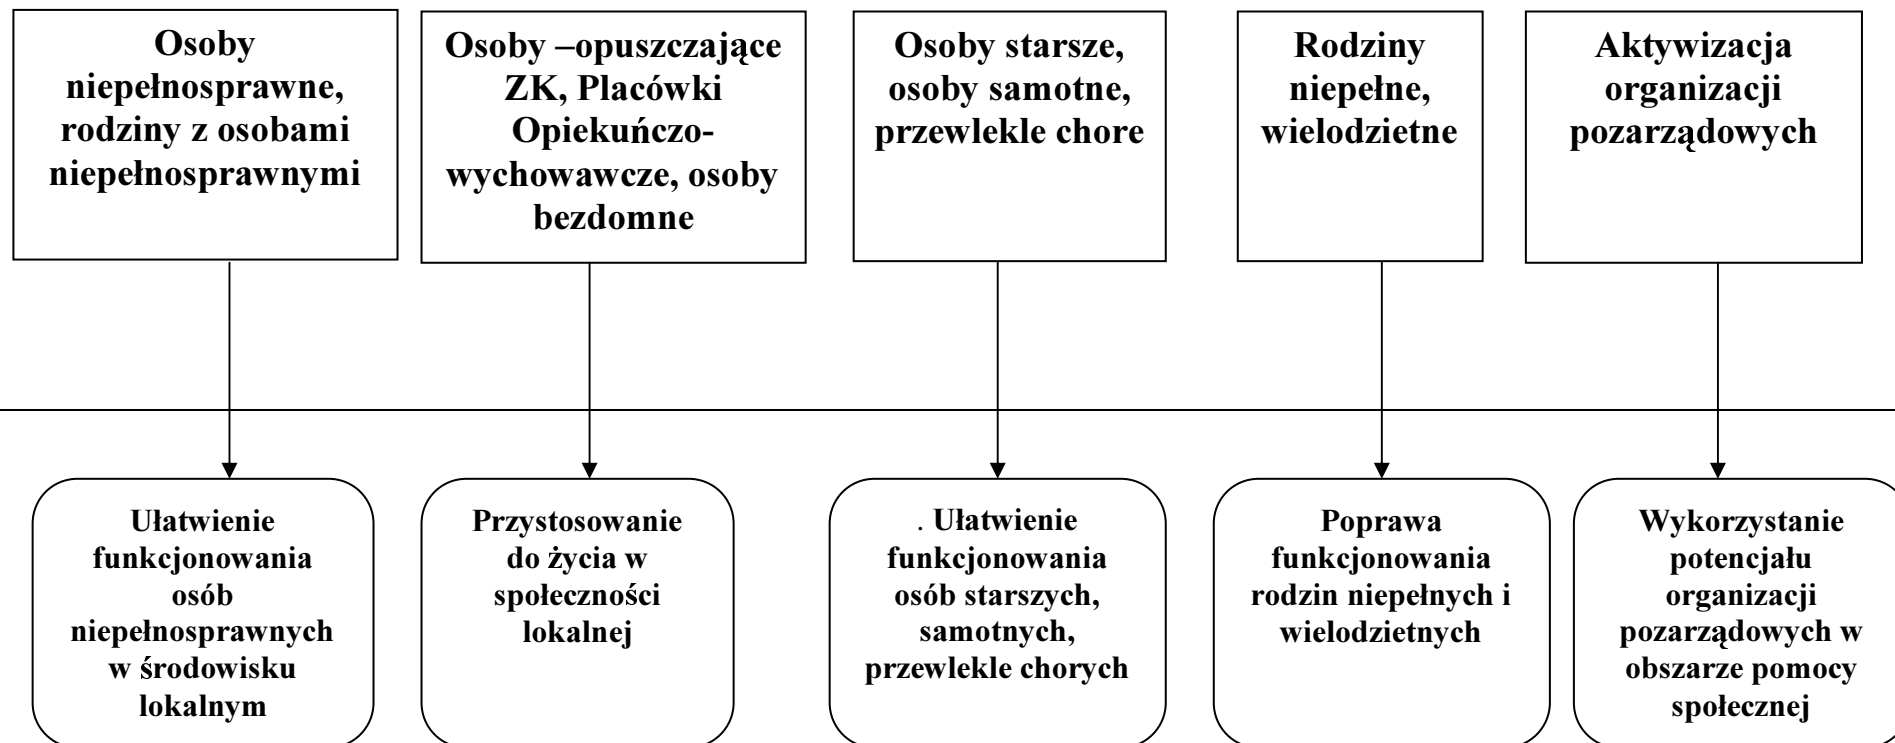 Osoby
niepełnosprawne,
rodziny z osobami
niepełnosprawnymi
Osoby –opuszczające
ZK, Placówki
Opiekuńczo-
wychowawcze, osoby
bezdomne
Osoby starsze,
osoby samotne,
przewlekle chore
Rodziny
niepełne,
wielodzietne
Aktywizacja
organizacji
pozarządowych
Ułatwienie
funkcjonowania
osób
niepełnosprawnych
w środowisku
lokalnym
Przystosowanie
do życia w
społeczności
lokalnej
. Ułatwienie
funkcjonowania
osób starszych,
samotnych,
przewlekle chorych
Poprawa
funkcjonowania
rodzin niepełnych i
wielodzietnych
Wykorzystanie
potencjału
organizacji
pozarządowych w
obszarze pomocy
społecznej